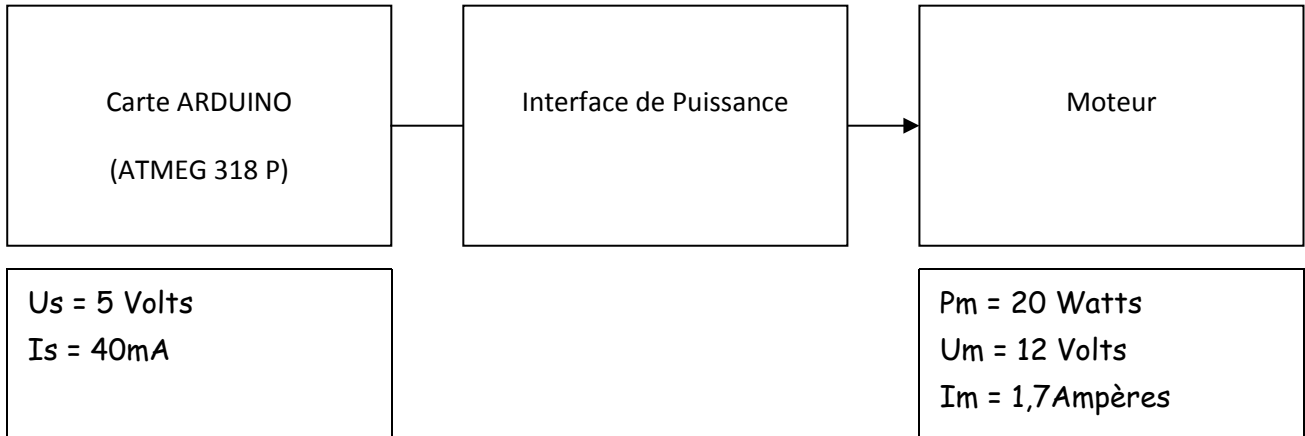 Carte ARDUINO
(ATMEG 318 P)
Interface de Puissance
Moteur
Us = 5 Volts
Is = 40mA
Pm = 20 Watts
Um = 12 Volts
Im = 1,7Ampères